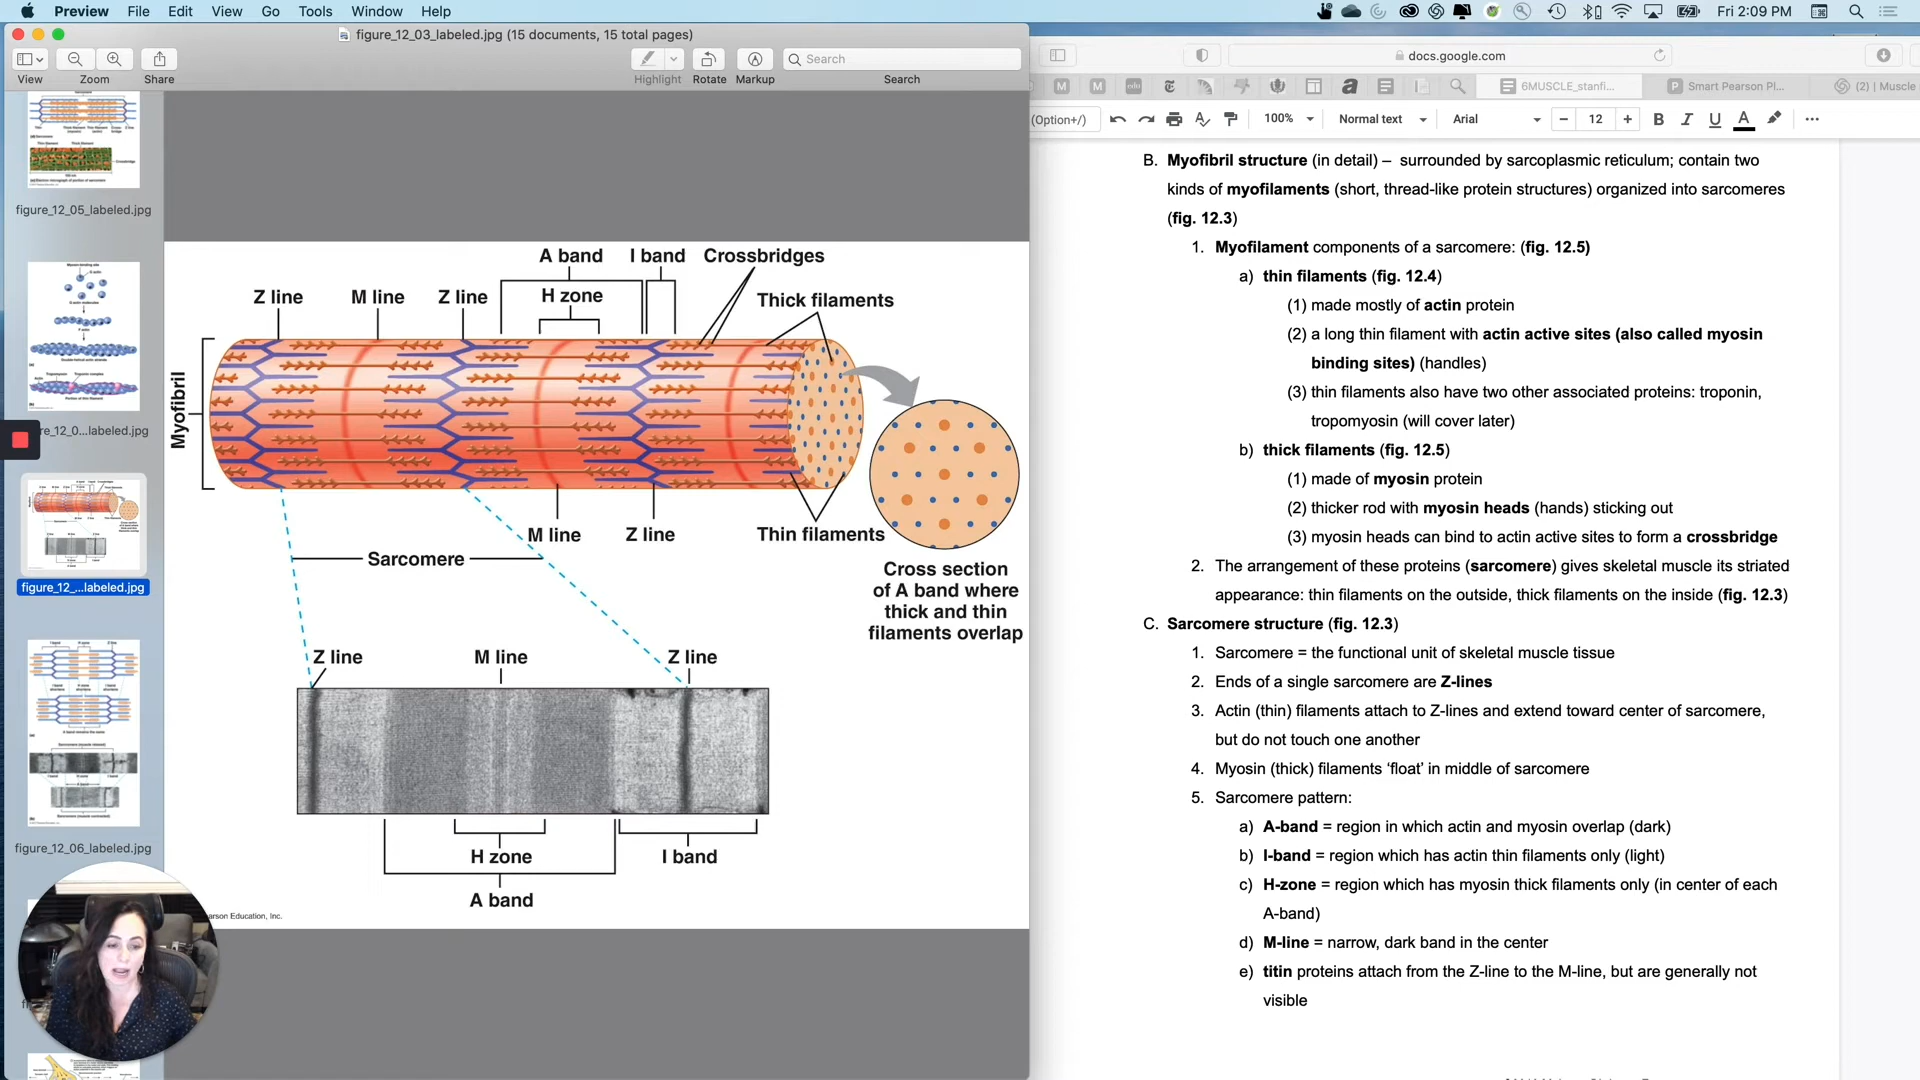 Preview File Edit View Go Tools Window Help
Fri 2:09 PM
figure_12_03_labeled.jpg (15 documents, 15 total pages)
View Zoom Share
Highlight Rotate Markup Search
Search
figure_12_05_labeled.jpg
re_12_0...labeled.jpg
figure_12_...labeled.jpg
figure_12_06_labeled.jpg
A band I band Crossbridges
Z line M line Z line H zone Thick filaments
Myofibril
M line Z line Thin filaments
Sarcomere
Cross section
of A band where
thick and thin
filaments overlap
Z line M line Z line
H zone I band
A band
arson Education, Inc.
docs.google.com
6MUSCLE_stanfi...
Smart Pearson Pl...
(2) | Muscle
(Option+/) 100% Normal text Arial 12 B I U A
B. Myofibril structure (in detail) – surrounded by sarcoplasmic reticulum; contain two
kinds of myofilaments (short, thread-like protein structures) organized into sarcomeres
(fig. 12.3)
1. Myofilament components of a sarcomere: (fig. 12.5)
a) thin filaments (fig. 12.4)
(1) made mostly of actin protein
(2) a long thin filament with actin active sites (also called myosin
binding sites) (handles)
(3) thin filaments also have two other associated proteins: troponin,
tropomyosin (will cover later)
b) thick filaments (fig. 12.5)
(1) made of myosin protein
(2) thicker rod with myosin heads (hands) sticking out
(3) myosin heads can bind to actin active sites to form a crossbridge
2. The arrangement of these proteins (sarcomere) gives skeletal muscle its striated
appearance: thin filaments on the outside, thick filaments on the inside (fig. 12.3)
C. Sarcomere structure (fig. 12.3)
1. Sarcomere = the functional unit of skeletal muscle tissue
2. Ends of a single sarcomere are Z-lines
3. Actin (thin) filaments attach to Z-lines and extend toward center of sarcomere,
but do not touch one another
4. Myosin (thick) filaments ‘float’ in middle of sarcomere
5. Sarcomere pattern:
a) A-band = region in which actin and myosin overlap (dark)
b) I-band = region which has actin thin filaments only (light)
c) H-zone = region which has myosin thick filaments only (in center of each
A-band)
d) M-line = narrow, dark band in the center
e) titin proteins attach from the Z-line to the M-line, but are generally not
visible